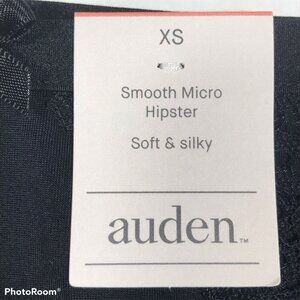 XS
Smooth Micro
Hipster
Soft & silky
auden™
PhotoRoom®